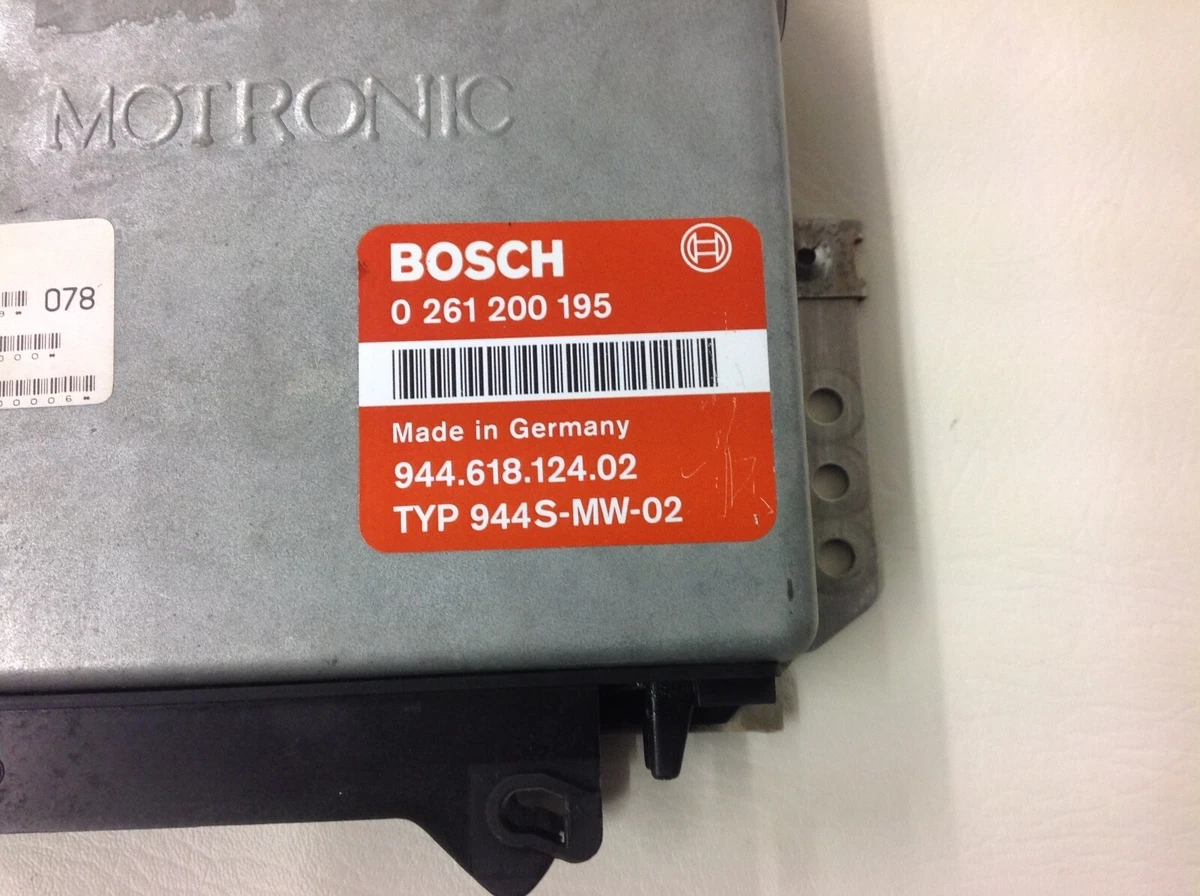 MOTRONIC
078
BOSCH
0 261 200 195
Made in Germany
944.618.124.02
TYP 944S-MW-02